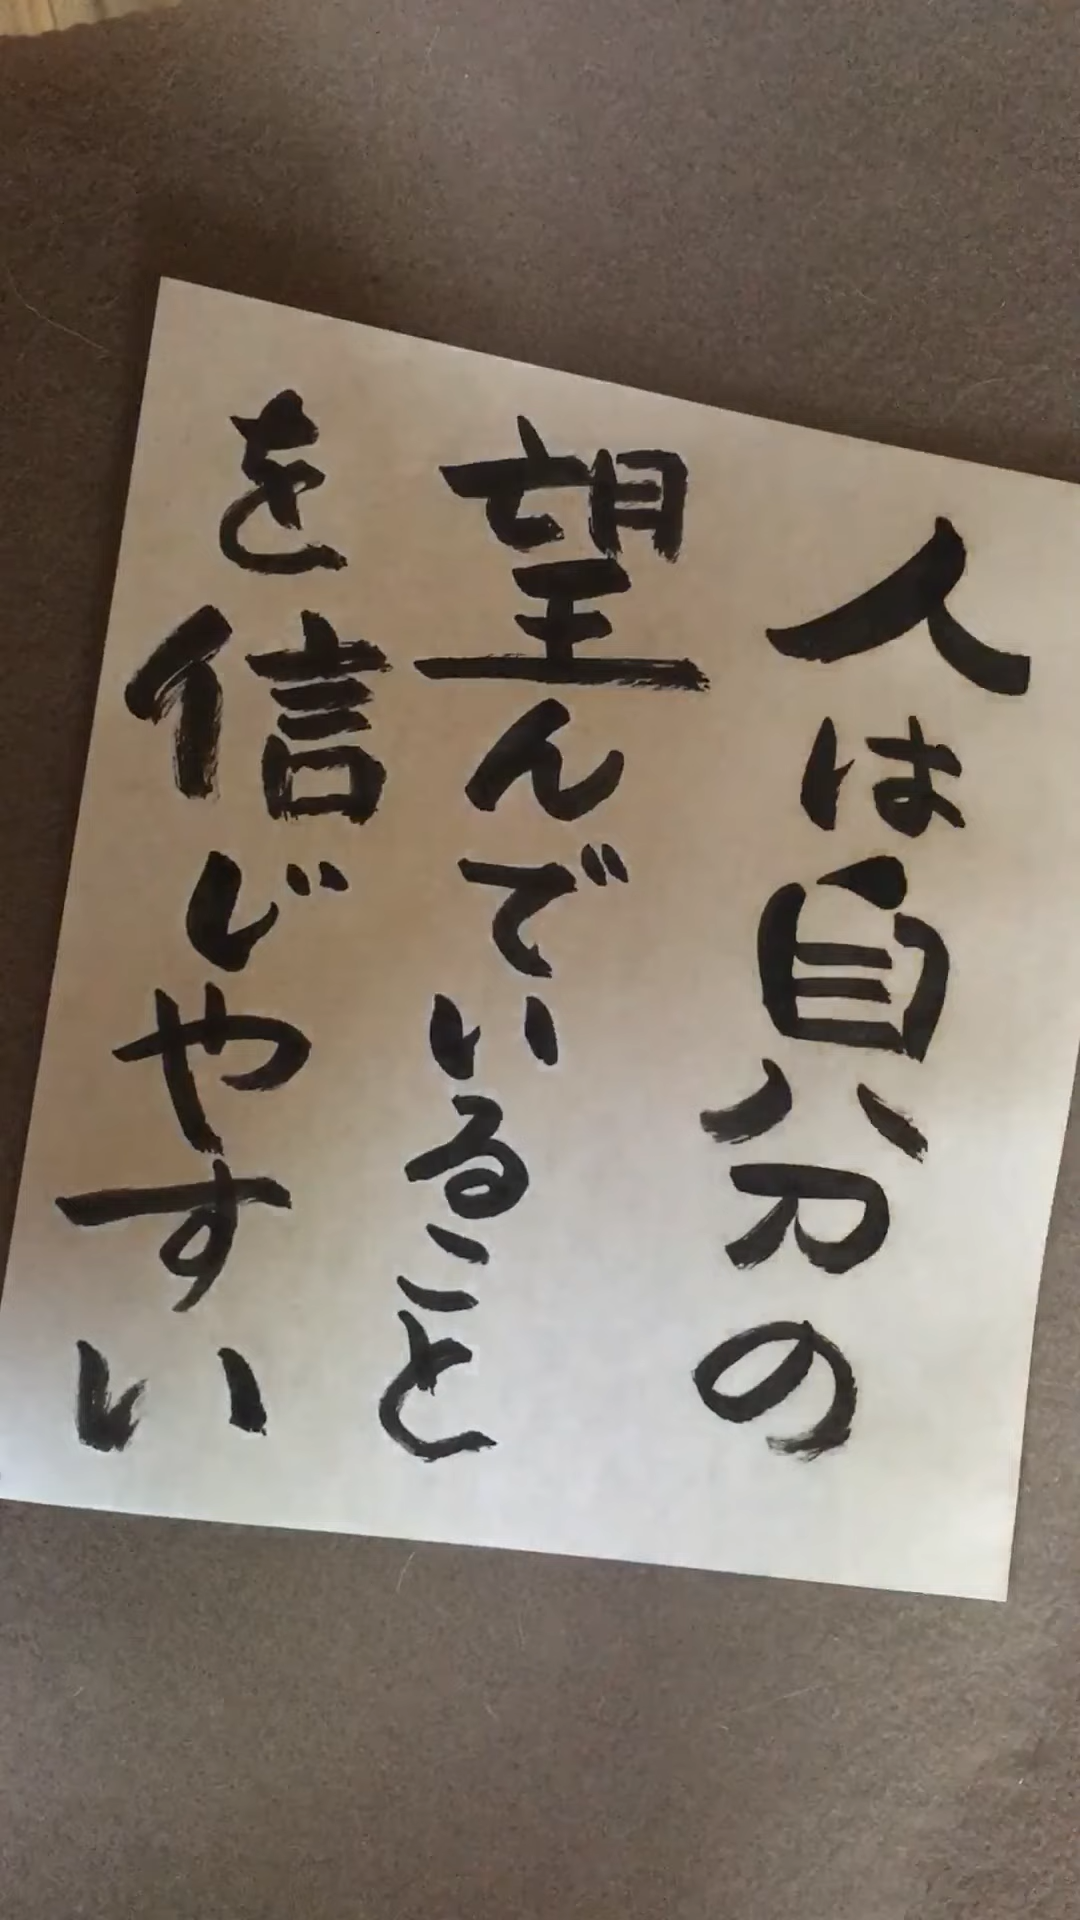 人は自分の
望んでいること
を信じやすい